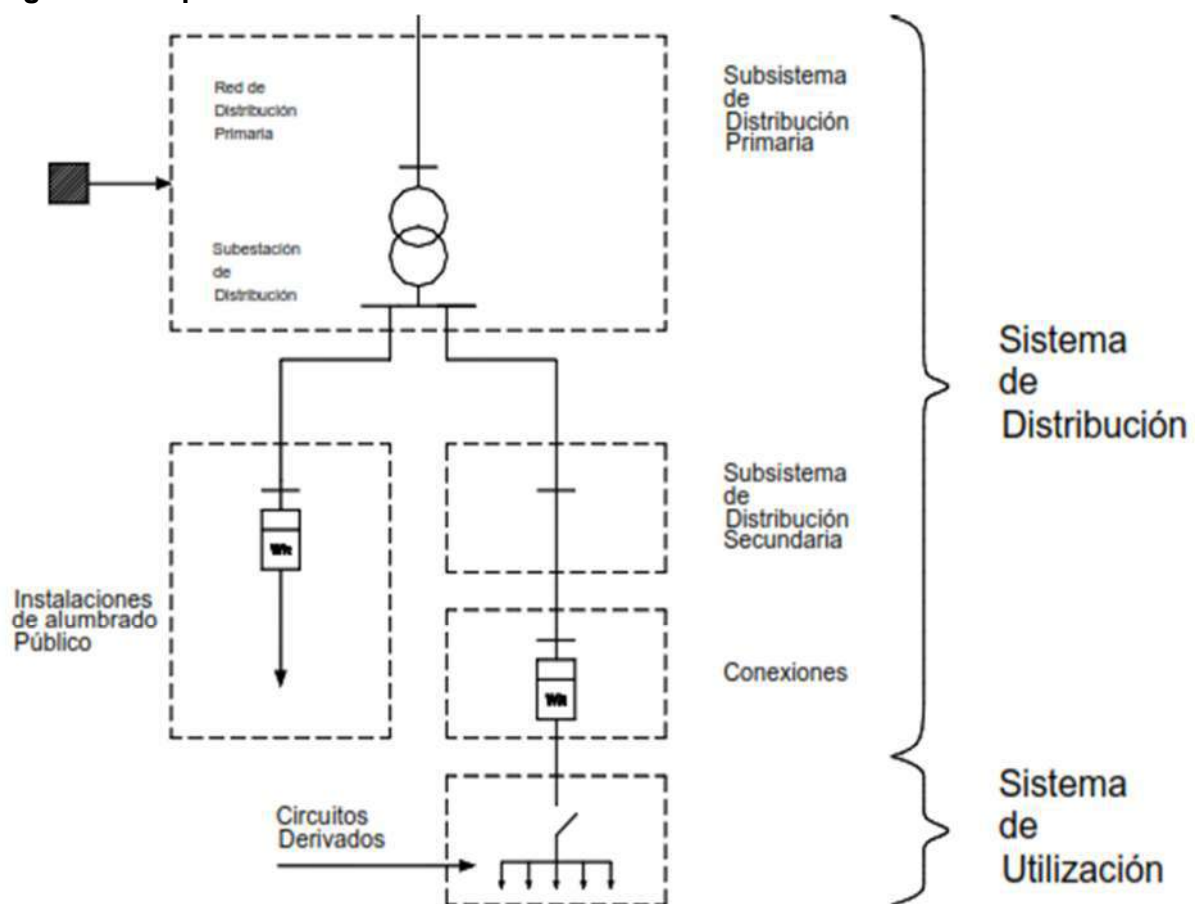 Red de
Distribución
Primaria
Subestación
de
Distribución
Subsistema
de
Distribución
Primaria
Sistema
de
Distribución
Subsistema
de
Distribución
Secundaria
Instalaciones
de alumbrado
Público
Conexiones
Circuitos
Derivados
Sistema
de
Utilización